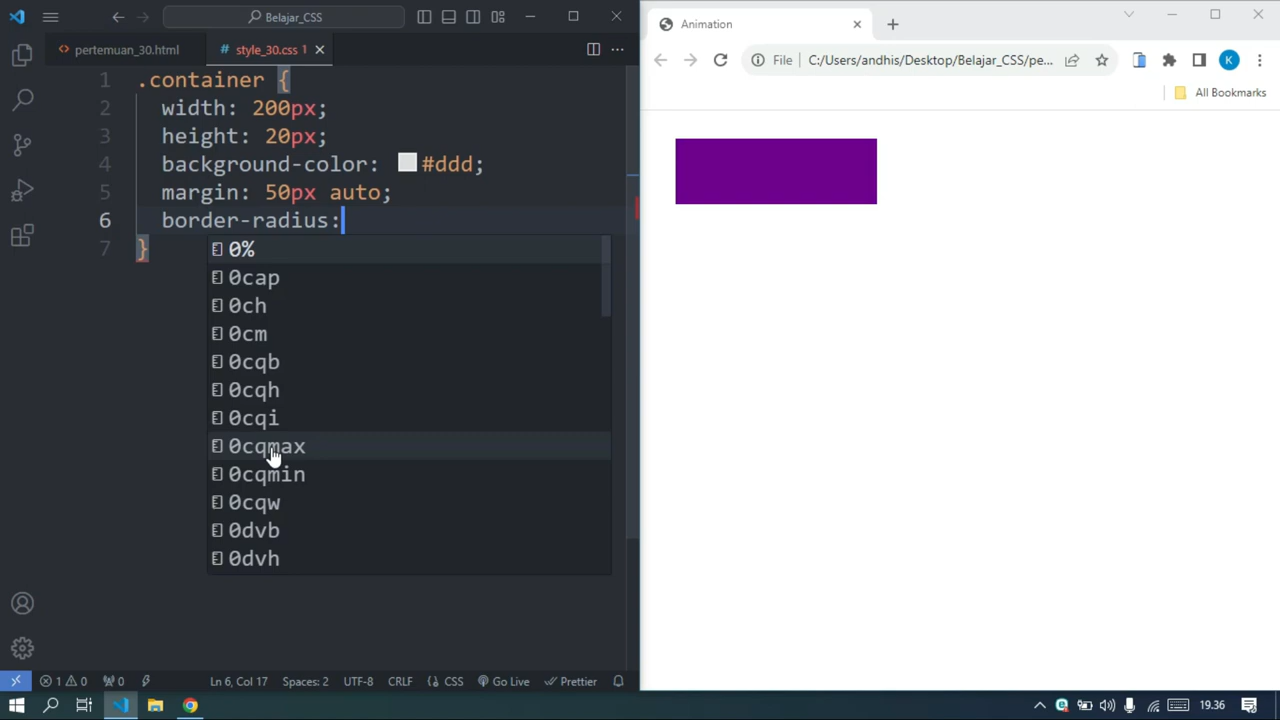 Belajar_CSS
pertemuan_30.html
# style_30.css 1
1 .container {
2 width: 200px;
3 height: 20px;
4 background-color: #ddd;
5 margin: 50px auto;
6 border-radius:
7 }
0%
0cap
0ch
0cm
0cqb
0cqh
0cqi
0cqmax
0cqmin
0cqw
0dvb
0dvh
1 0 0 Ln 6, Col 17 Spaces: 2 UTF-8 CRLF {} CSS Go Live Prettier
Animation
File C:/Users/andhis/Desktop/Belajar_CSS/pe... K
All Bookmarks
19.36